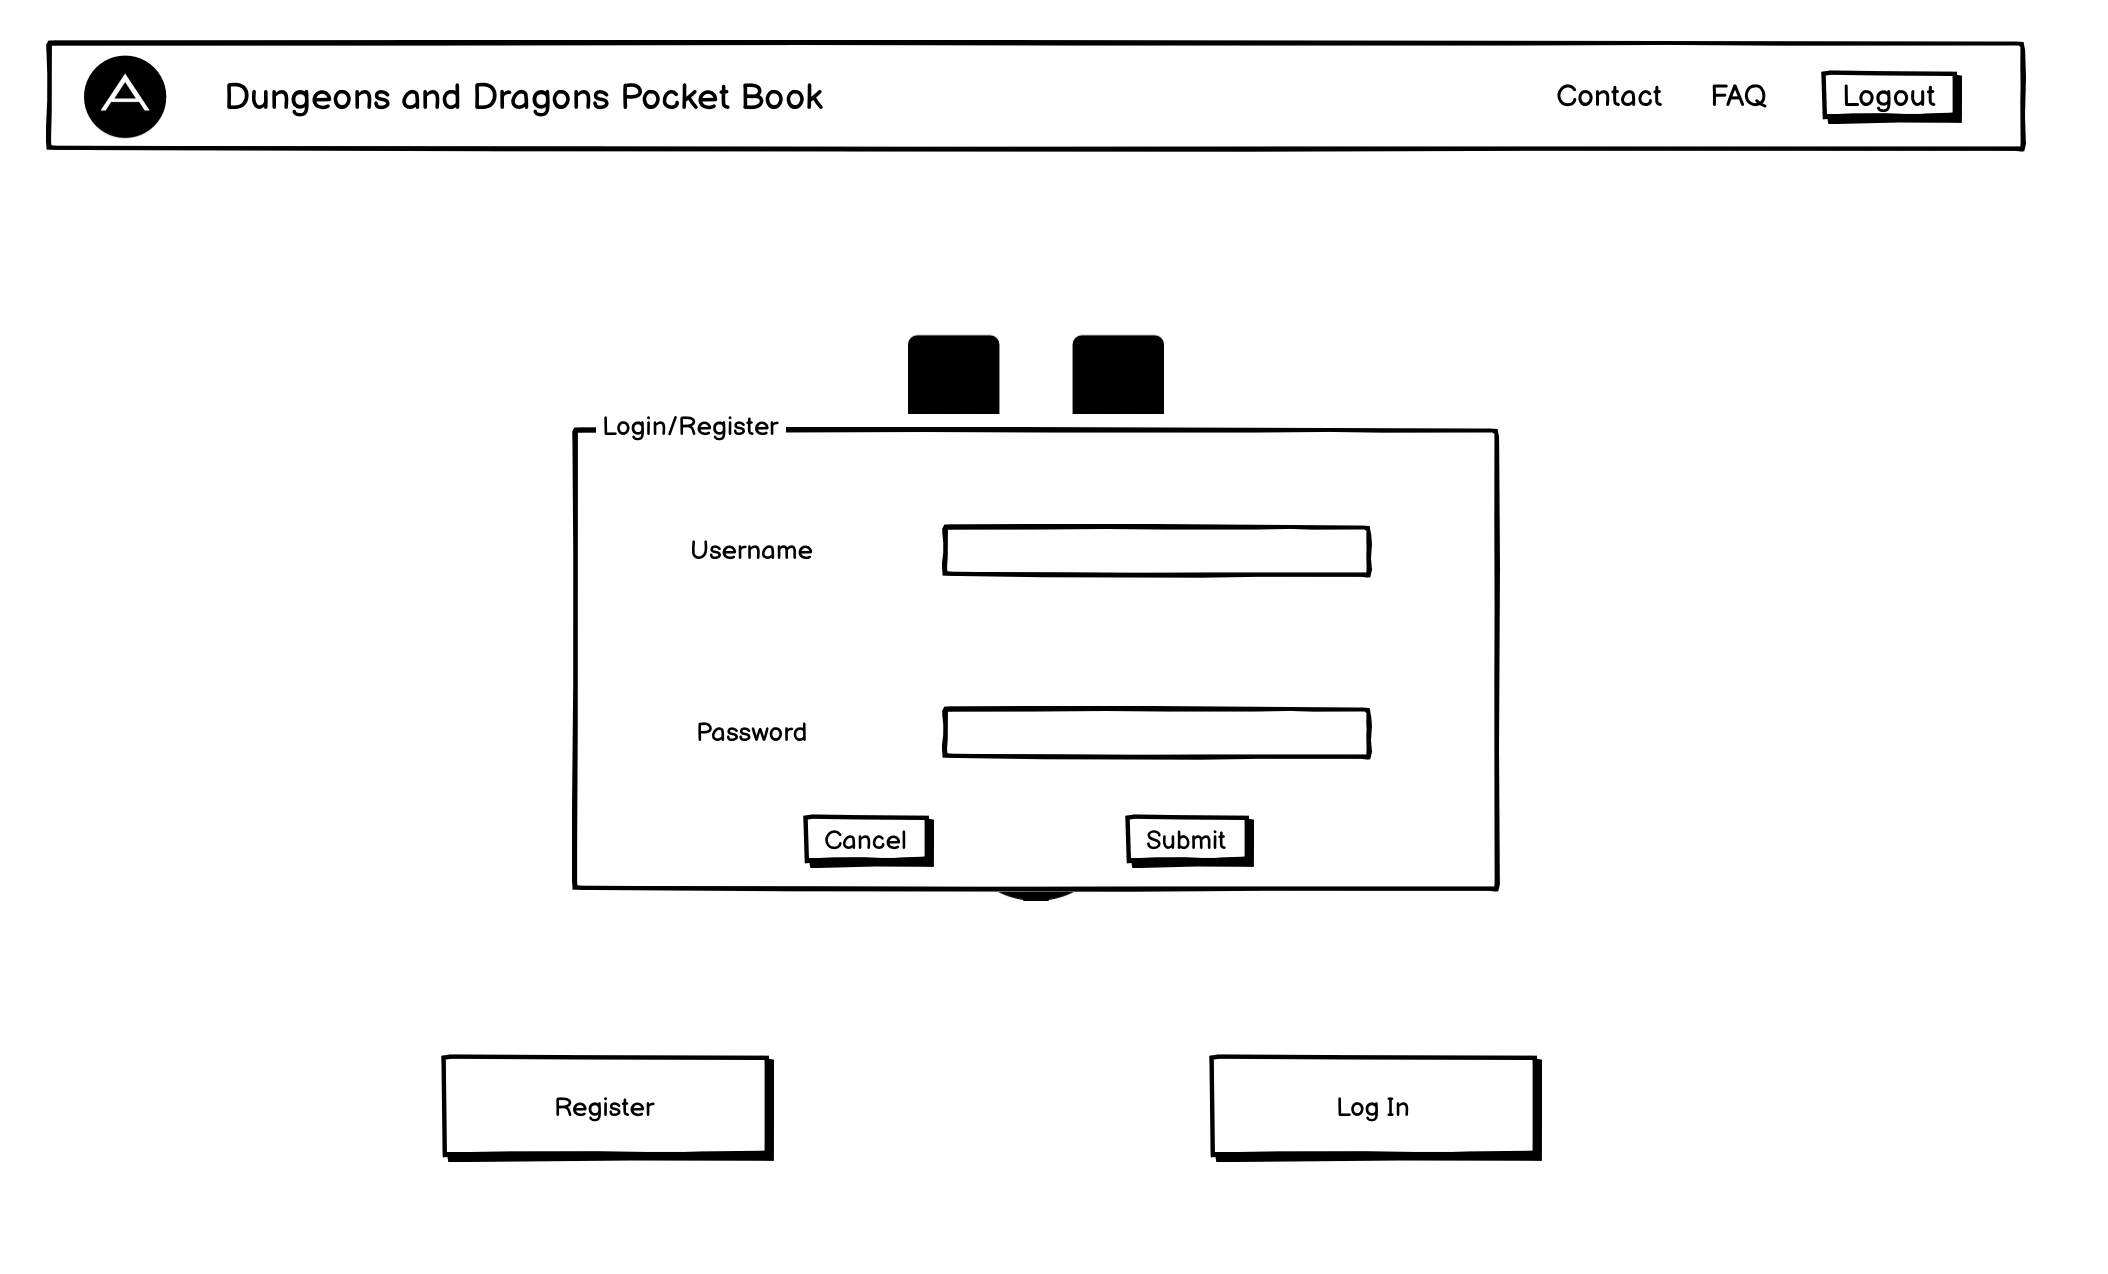 A
Dungeons and Dragons Pocket Book
Contact
FAQ
Logout
Login/Register
Username
Password
Cancel
Submit
Register
Log In